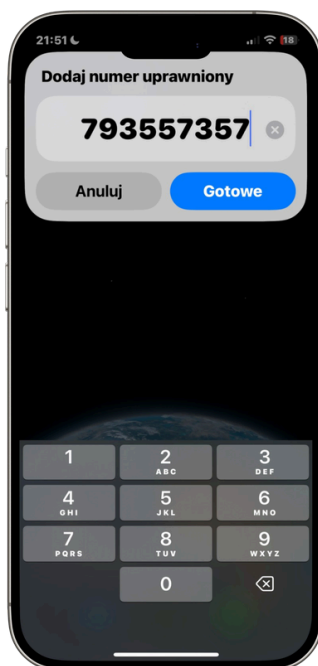 21:51
18
Dodaj numer uprawniony
793557357
Anuluj Gotowe
1 2 3
ABC DEF
4 5 6
GHI JKL MNO
7 8 9
PQRS TUV WXYZ
0